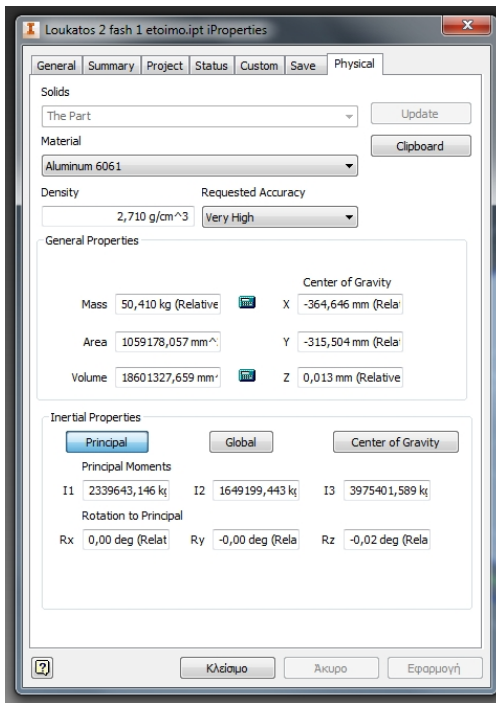 Loukatos 2 fash 1 etoimo.ipt iProperties
General Summary Project Status Custom Save Physical
Solids
The Part Update
Material Clipboard
Aluminum 6061
Density Requested Accuracy
2,710 g/cm^3 Very High
General Properties
Center of Gravity
Mass 50,410 kg (Relative X -364,646 mm (Rela
Area 1059178,057 mm^ Y -315,504 mm (Rela
Volume 18601327,659 mm^ Z 0,013 mm (Relative
Inertial Properties
Principal Global Center of Gravity
Principal Moments
I1 2339643,146 kg I2 1649199,443 kg I3 3975401,589 kg
Rotation to Principal
Rx 0,00 deg (Relat Ry -0,00 deg (Rela Rz -0,02 deg (Rela
Κλείσιμο Άκυρο Εφαρμογή